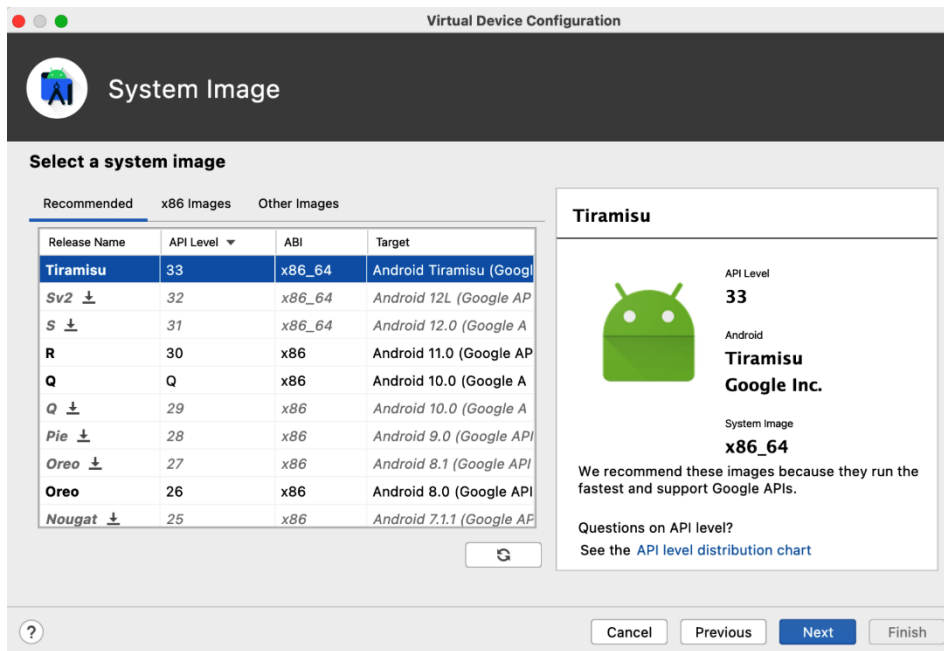 Virtual Device Configuration
System Image
Select a system image
Recommended x86 Images Other Images
Release Name API Level ABI Target
Tiramisu 33 x86_64 Android Tiramisu (Googl
Sv2 32 x86_64 Android 12L (Google AP
S 31 x86_64 Android 12.0 (Google A
R 30 x86 Android 11.0 (Google AP
Q Q x86 Android 10.0 (Google A
Q 29 x86 Android 10.0 (Google A
Pie 28 x86 Android 9.0 (Google API
Oreo 27 x86 Android 8.1 (Google API
Oreo 26 x86 Android 8.0 (Google API
Nougat 25 x86 Android 7.1.1 (Google AP
Tiramisu
API Level
33
Android
Tiramisu
Google Inc.
System Image
x86_64
We recommend these images because they run the
fastest and support Google APIs.
Questions on API level?
See the API level distribution chart
? Cancel Previous Next Finish